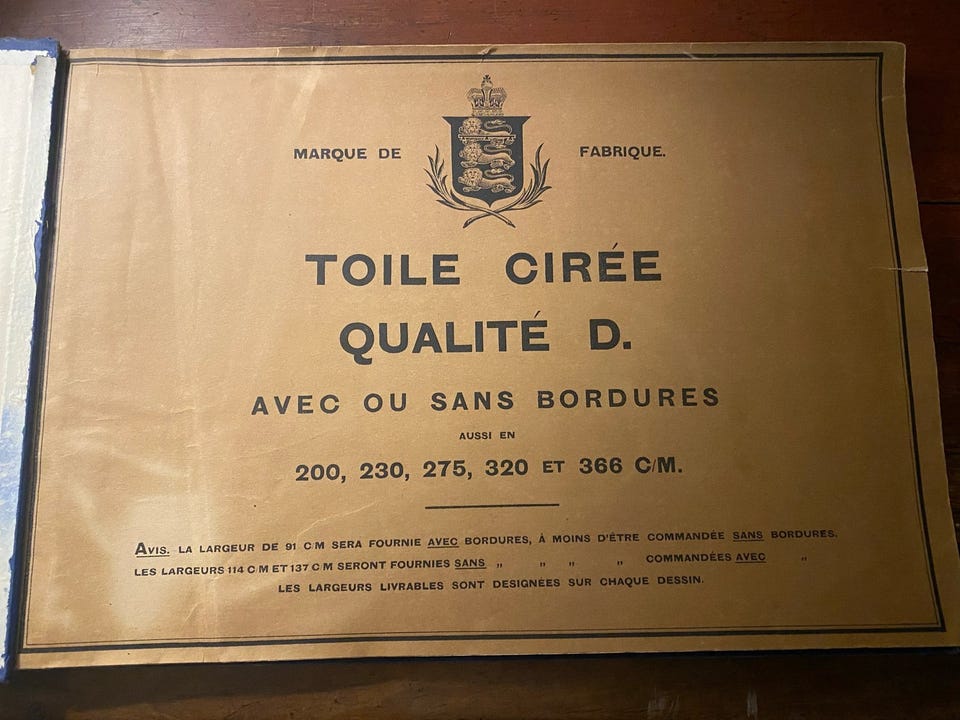 MARQUE DE FABRIQUE.
TOILE CIRÉE
QUALITÉ D.
AVEC OU SANS BORDURES
AUSSI EN
200, 230, 275, 320 ET 366 C/M.
AVIS. LA LARGEUR DE 91 C/M SERA FOURNIE AVEC BORDURES, À MOINS D'ÊTRE COMMANDÉE SANS BORDURES.
LES LARGEURS 114 C/M ET 137 C/M SERONT FOURNIES SANS „ „ „ „ COMMANDÉES AVEC „
LES LARGEURS LIVRABLES SONT DESIGNÉES SUR CHAQUE DESSIN.